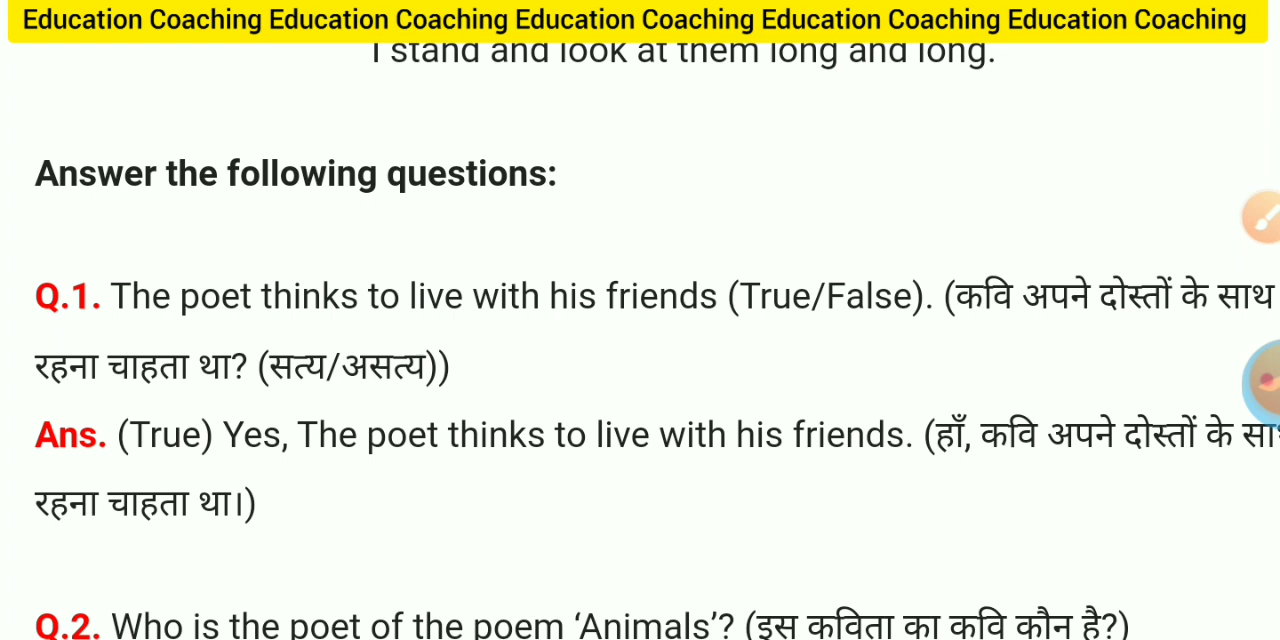 Education Coaching Education Coaching Education Coaching Education Coaching Education Coaching
I stand and look at them long and long.
Answer the following questions:
Q.1. The poet thinks to live with his friends (True/False). (कवि अपने दोस्तों के साथ
रहना चाहता था? (सत्य/असत्य))
Ans. (True) Yes, The poet thinks to live with his friends. (हाँ, कवि अपने दोस्तों के साथ
रहना चाहता था।)
Q.2. Who is the poet of the poem ‘Animals’? (इस कविता का कवि कौन है?)